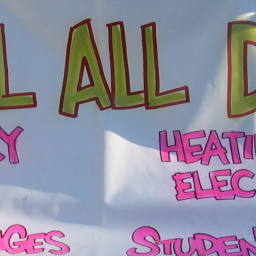 L ALL D
Y HEATI
ELEC
GES STUDEN